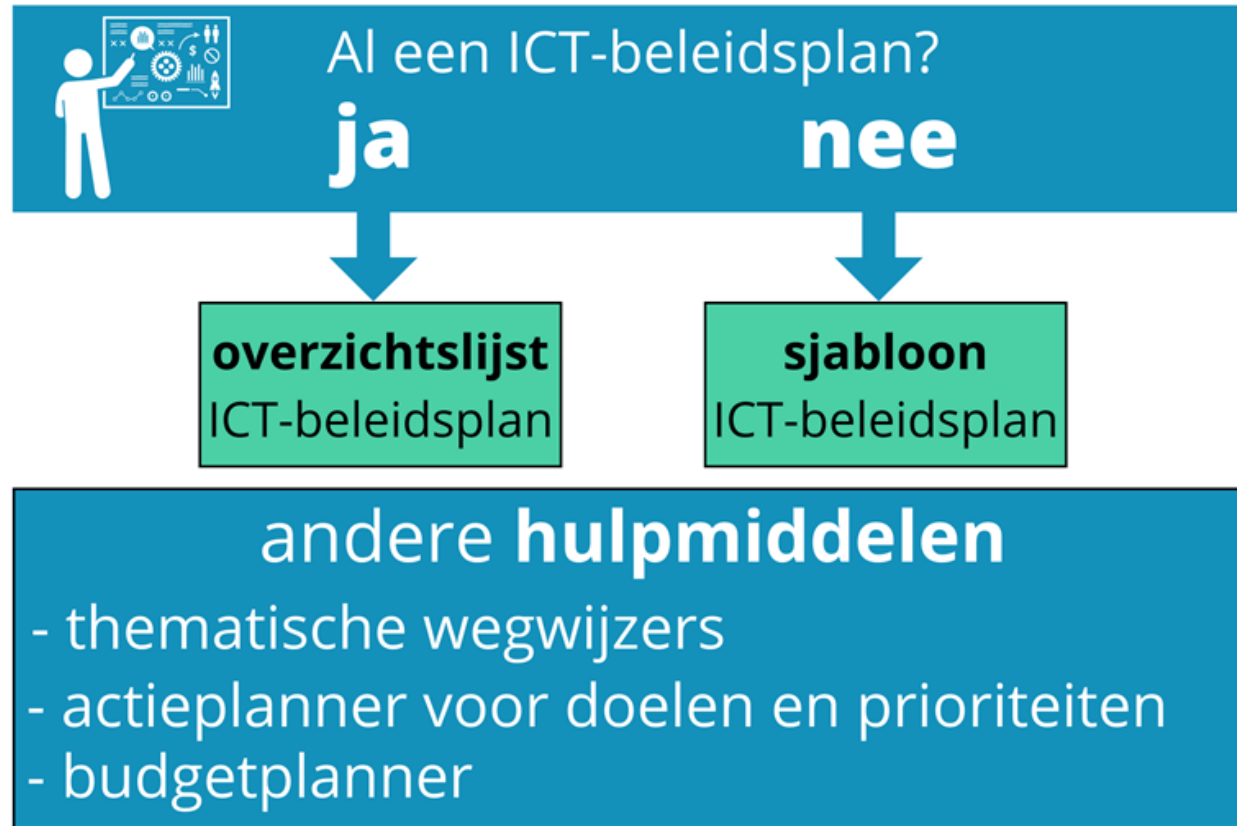 Al een ICT-beleidsplan?
ja nee
overzichtslijst
ICT-beleidsplan
sjabloon
ICT-beleidsplan
andere hulpmiddelen
- thematische wegwijzers
- actieplanner voor doelen en prioriteiten
- budgetplanner